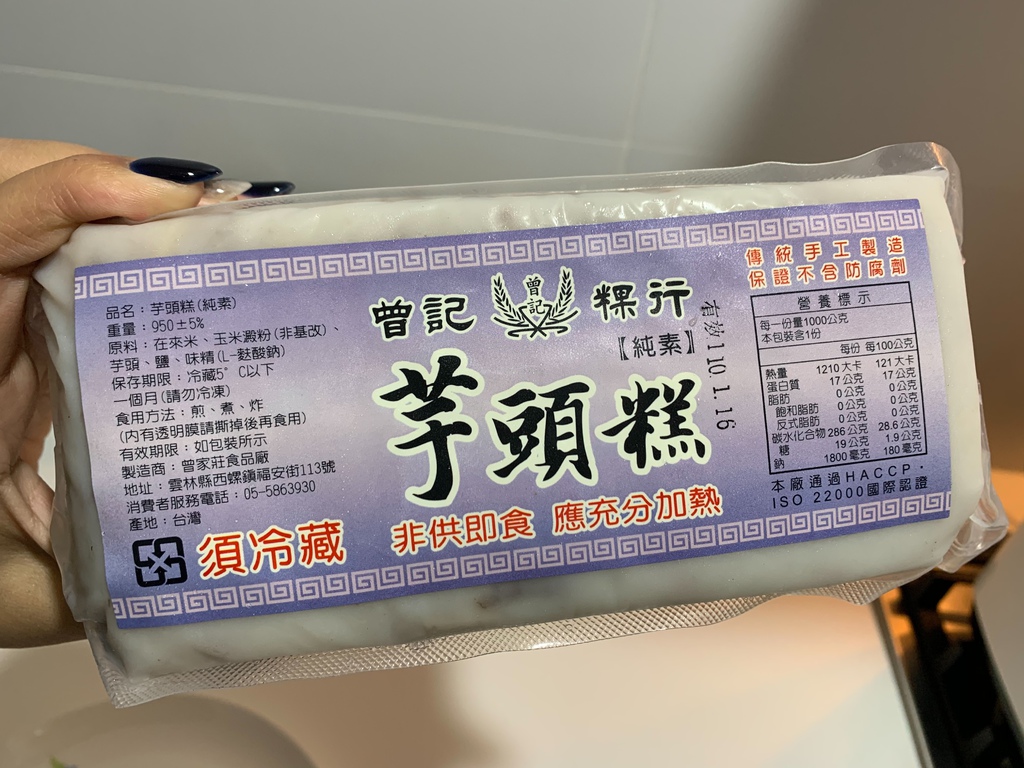 品名：芋頭糕(純素)
重量：950±5%
原料：在來米、玉米澱粉(非基改)、
芋頭、鹽、味精(L-麩酸鈉)
保存期限：冷藏5°C以下
一個月(請勿冷凍)
食用方法：煎、煮、炸
(內有透明膜請撕掉後再食用)
有效期限：如包裝所示
製造商：曾家莊食品廠
地址：雲林縣西螺鎮福安街113號
消費者服務電話：05-5863930
產地：台灣
須冷藏
曾記
曾記
粿行
【純素】
芋頭糕
非供即食 應充分加熱
有效110.1.16
傳統手工製造
保證不含防腐劑
營養標示
每一份量1000公克
本包裝含1份
每份 每100公克
熱量 1210大卡 121大卡
蛋白質 17公克 17公克
脂肪 0公克 0公克
飽和脂肪 0公克 0公克
反式脂肪 0公克 0公克
碳水化合物 286公克 28.6公克
糖 19公克 1.9公克
鈉 1800毫克 180毫克
本廠通過HACCP·
ISO 22000國際認證